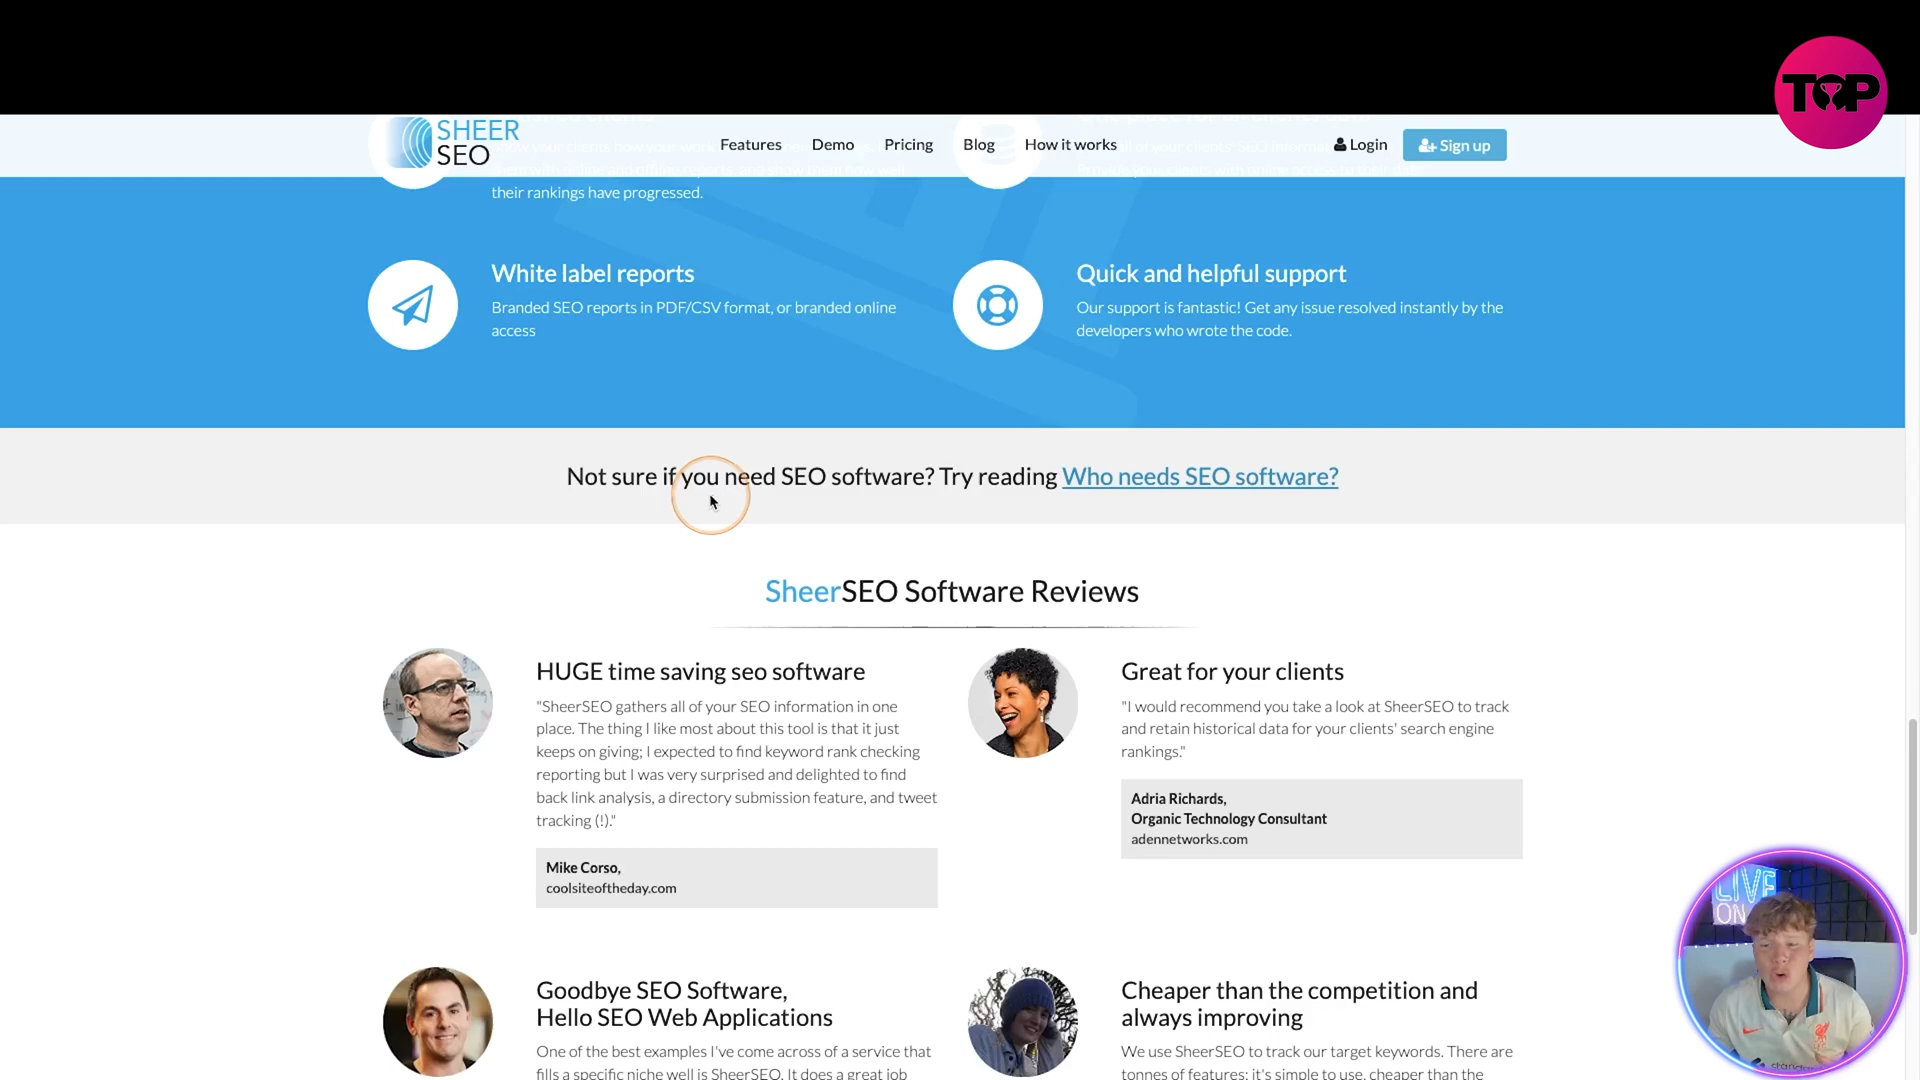 TOP
SHEER
SEO
Features
Demo
Pricing
Blog
How it works
Login
Sign up
their rankings have progressed.
White label reports
Branded SEO reports in PDF/CSV format, or branded online
access
Quick and helpful support
Our support is fantastic! Get any issue resolved instantly by the
developers who wrote the code.
Not sure if you need SEO software? Try reading Who needs SEO software?
SheerSEO Software Reviews
HUGE time saving seo software
"SheerSEO gathers all of your SEO information in one
place. The thing I like most about this tool is that it just
keeps on giving; I expected to find keyword rank checking
reporting but I was very surprised and delighted to find
back link analysis, a directory submission feature, and tweet
tracking (!)."
Mike Corso,
coolsiteoftheday.com
Great for your clients
"I would recommend you take a look at SheerSEO to track
and retain historical data for your clients' search engine
rankings."
Adria Richards,
Organic Technology Consultant
adennetworks.com
Goodbye SEO Software,
Hello SEO Web Applications
One of the best examples I've come across of a service that
fills a specific niche well is SheerSEO. It does a great job
Cheaper than the competition and
always improving
We use SheerSEO to track our target keywords. There are
tonnes of features; it's simple to use, cheaper than the
LIVE
ON